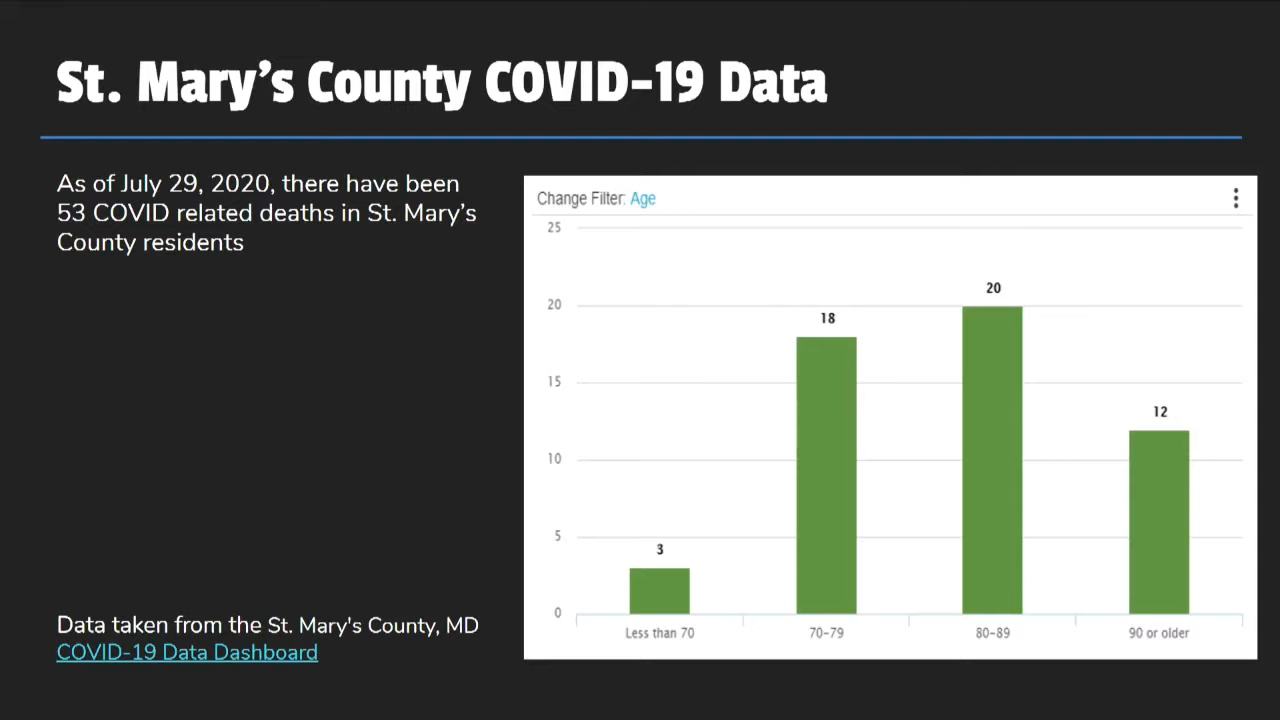 St. Mary’s County COVID-19 Data
As of July 29, 2020, there have been
53 COVID related deaths in St. Mary’s
County residents
Data taken from the St. Mary's County, MD
COVID-19 Data Dashboard
Change Filter: Age
25
20
15
10
5
0
3
18
20
12
Less than 70
70-79
80-89
90 or older